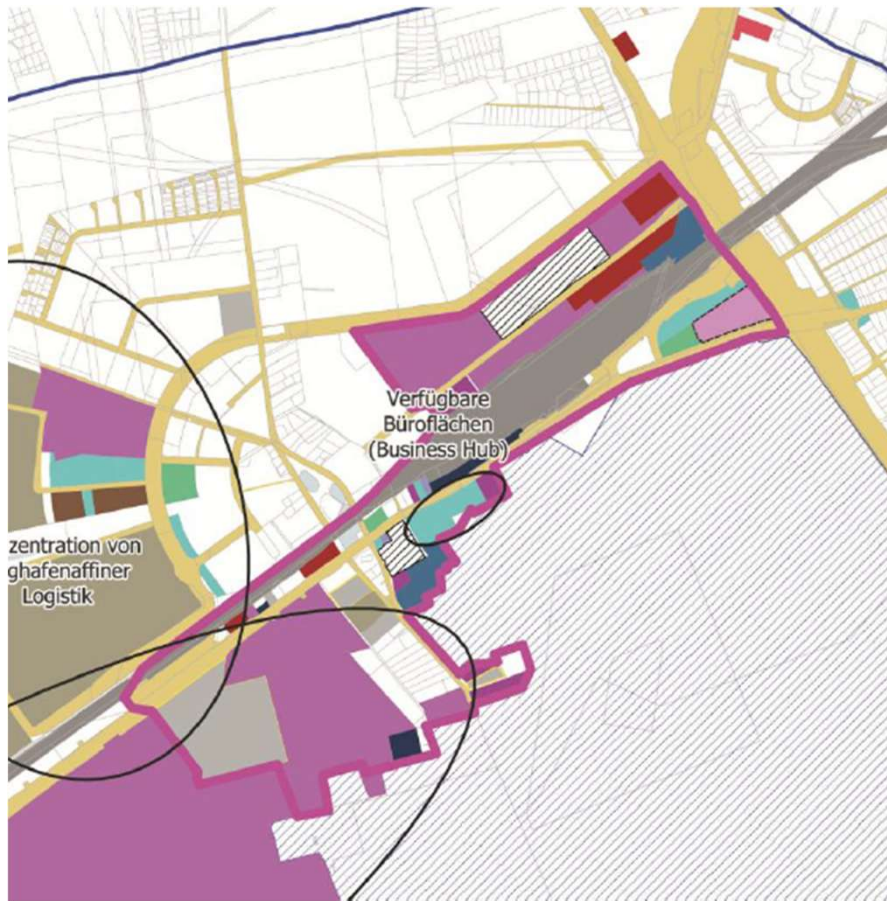 Verfügbare
Büroflächen
(Business Hub)
zentration von
ghafenaffiner
Logistik